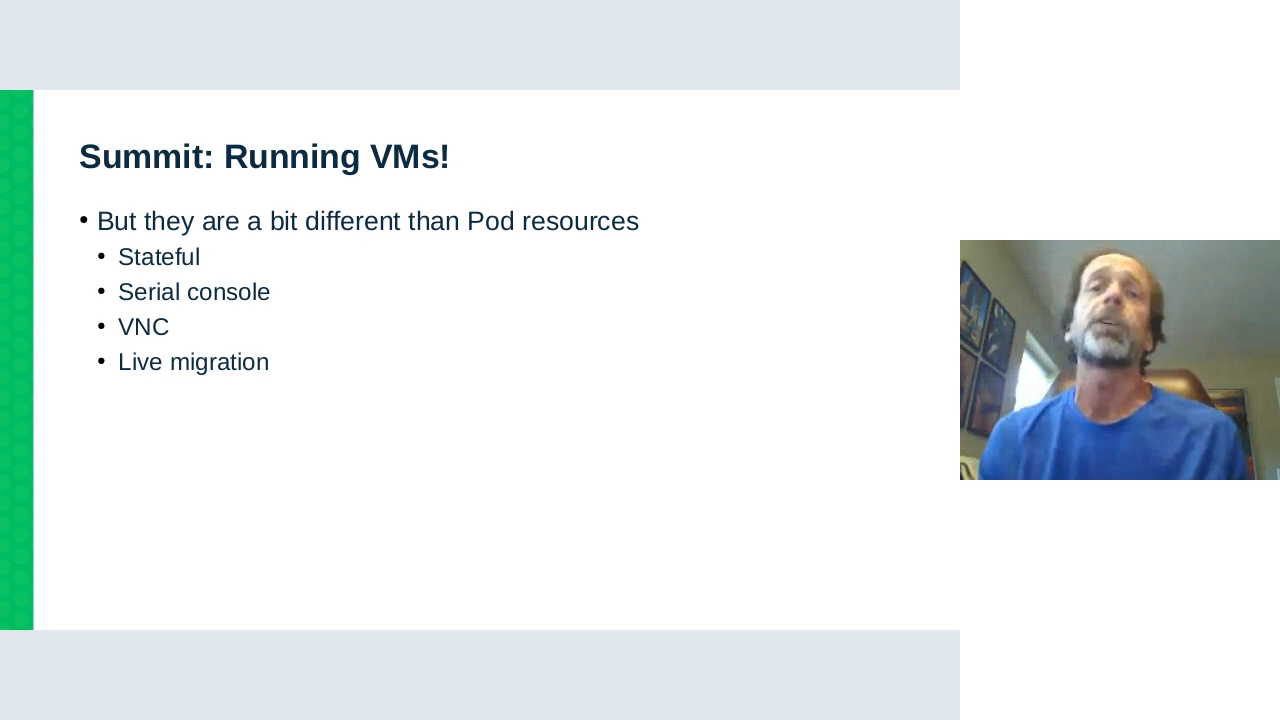 Summit: Running VMs!
• But they are a bit different than Pod resources
• Stateful
• Serial console
• VNC
• Live migration